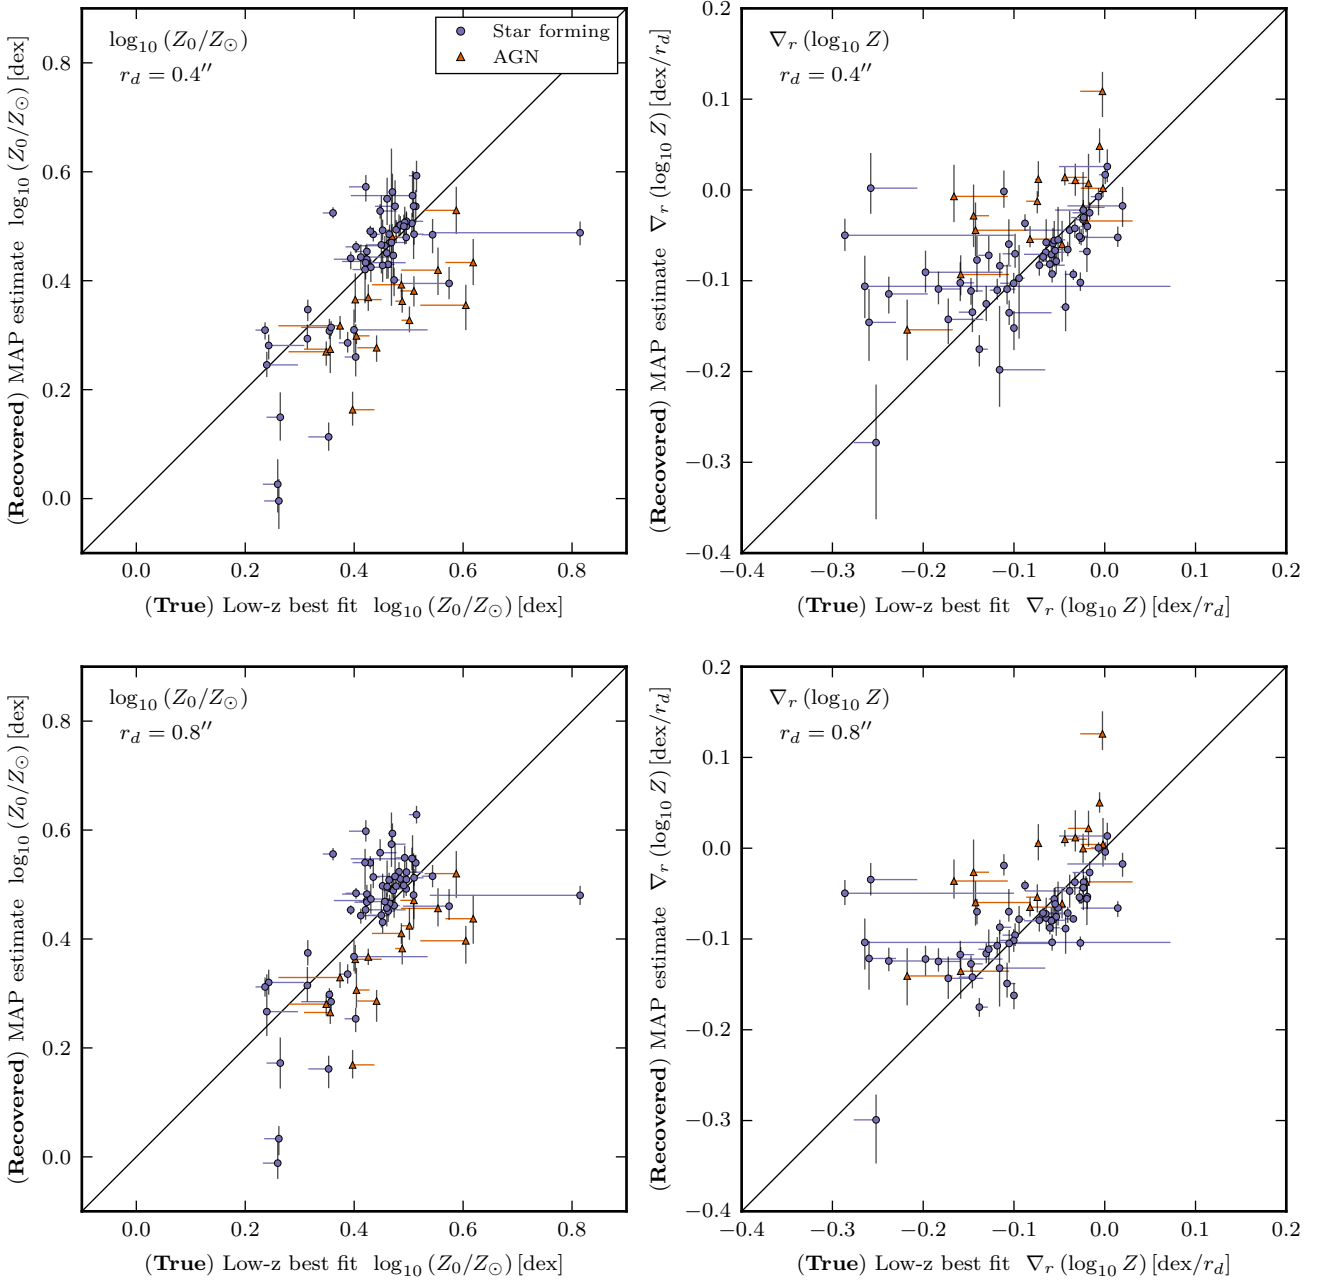 log₁₀ (Z₀/Z☉)
r_d = 0.4″
Star forming
AGN
(Recovered) MAP estimate log₁₀ (Z₀/Z☉) [dex]
0.8
0.6
0.4
0.2
0.0
0.0 0.2 0.4 0.6 0.8
(True) Low-z best fit log₁₀ (Z₀/Z☉) [dex]
∇ᵣ (log₁₀ Z)
r_d = 0.4″
(Recovered) MAP estimate ∇ᵣ (log₁₀ Z) [dex/r_d]
0.2
0.1
0.0
−0.1
−0.2
−0.3
−0.4
−0.4 −0.3 −0.2 −0.1 0.0 0.1 0.2
(True) Low-z best fit ∇ᵣ (log₁₀ Z) [dex/r_d]
log₁₀ (Z₀/Z☉)
r_d = 0.8″
(Recovered) MAP estimate log₁₀ (Z₀/Z☉) [dex]
0.8
0.6
0.4
0.2
0.0
0.0 0.2 0.4 0.6 0.8
(True) Low-z best fit log₁₀ (Z₀/Z☉) [dex]
∇ᵣ (log₁₀ Z)
r_d = 0.8″
(Recovered) MAP estimate ∇ᵣ (log₁₀ Z) [dex/r_d]
0.2
0.1
0.0
−0.1
−0.2
−0.3
−0.4
−0.4 −0.3 −0.2 −0.1 0.0 0.1 0.2
(True) Low-z best fit ∇ᵣ (log₁₀ Z) [dex/r_d]